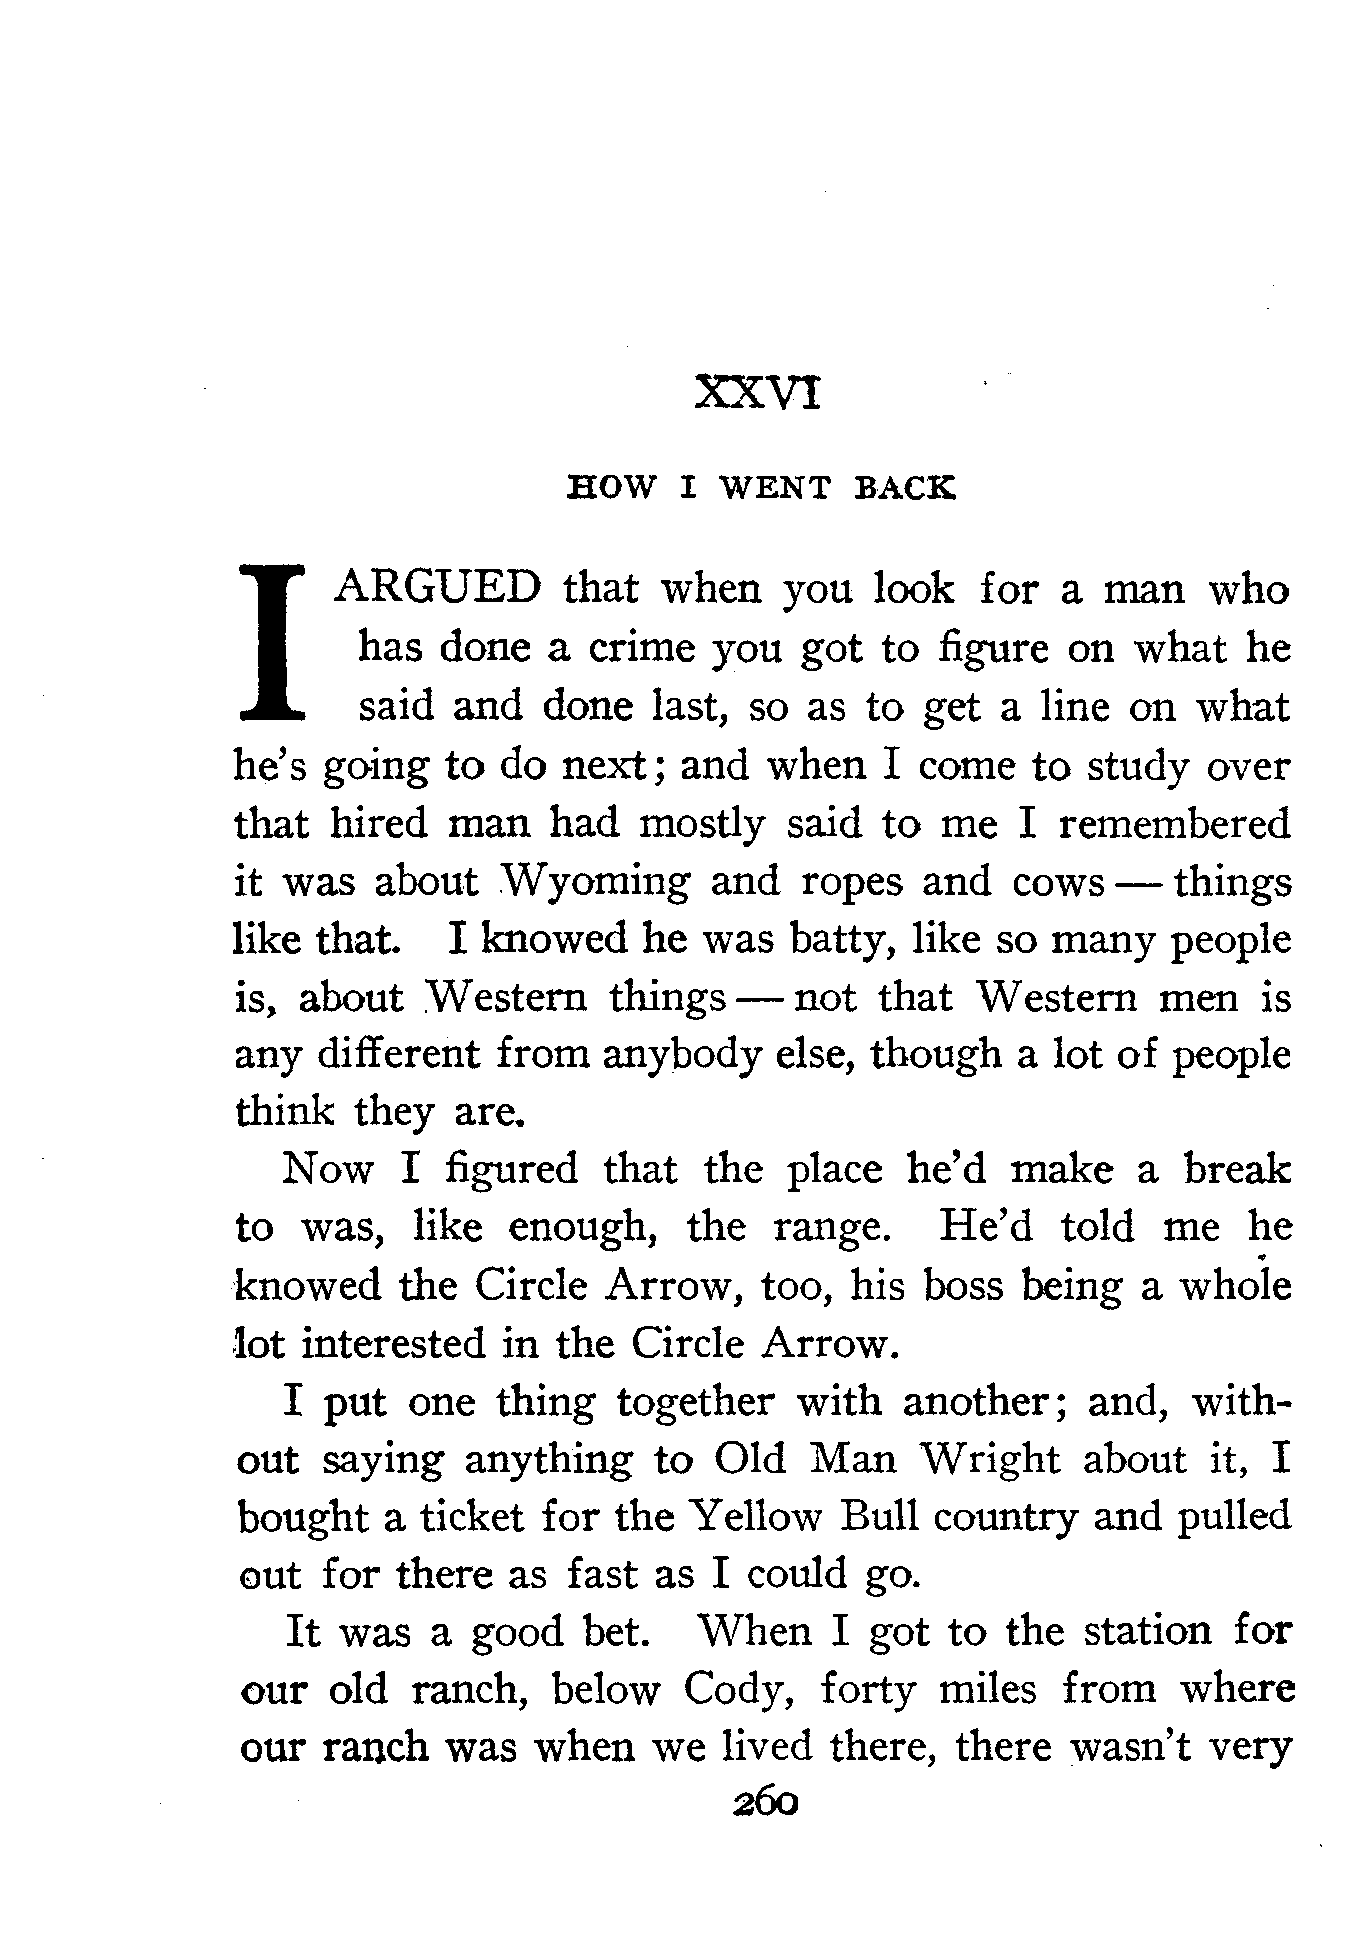 XXVI
HOW I WENT BACK
I ARGUED that when you look for a man who
has done a crime you got to figure on what he
said and done last, so as to get a line on what
he's going to do next; and when I come to study over
that hired man had mostly said to me I remembered
it was about Wyoming and ropes and cows — things
like that. I knowed he was batty, like so many people
is, about Western things — not that Western men is
any different from anybody else, though a lot of people
think they are.
Now I figured that the place he'd make a break
to was, like enough, the range. He'd told me he
knowed the Circle Arrow, too, his boss being a whole
lot interested in the Circle Arrow.
I put one thing together with another; and, with-
out saying anything to Old Man Wright about it, I
bought a ticket for the Yellow Bull country and pulled
out for there as fast as I could go.
It was a good bet. When I got to the station for
our old ranch, below Cody, forty miles from where
our ranch was when we lived there, there wasn't very
260